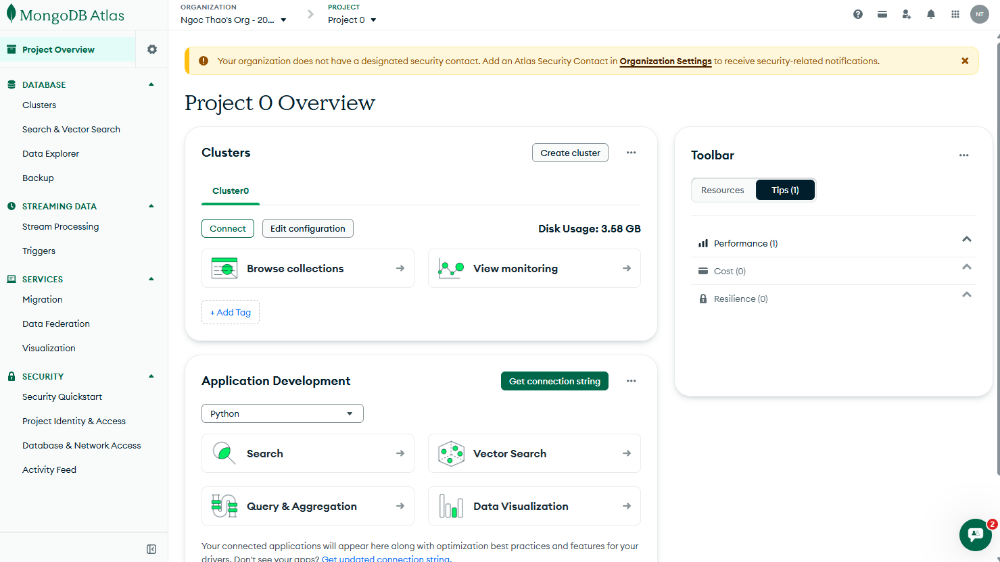 MongoDB Atlas
ORGANIZATION
Ngoc Thao's Org - 20...
PROJECT
Project 0
NT
Project Overview
DATABASE
Clusters
Search & Vector Search
Data Explorer
Backup
STREAMING DATA
Stream Processing
Triggers
SERVICES
Migration
Data Federation
Visualization
SECURITY
Security Quickstart
Project Identity & Access
Database & Network Access
Activity Feed
Your organization does not have a designated security contact. Add an Atlas Security Contact in Organization Settings to receive security-related notifications.
Project 0 Overview
Clusters
Create cluster
Cluster0
Connect
Edit configuration
Disk Usage: 3.58 GB
Browse collections
View monitoring
+ Add Tag
Application Development
Get connection string
Python
Search
Vector Search
Query & Aggregation
Data Visualization
Your connected applications will appear here along with optimization best practices and features for your
drivers. Don't see your apps? Get updated connection string.
Toolbar
Resources
Tips (1)
Performance (1)
Cost (0)
Resilience (0)
2